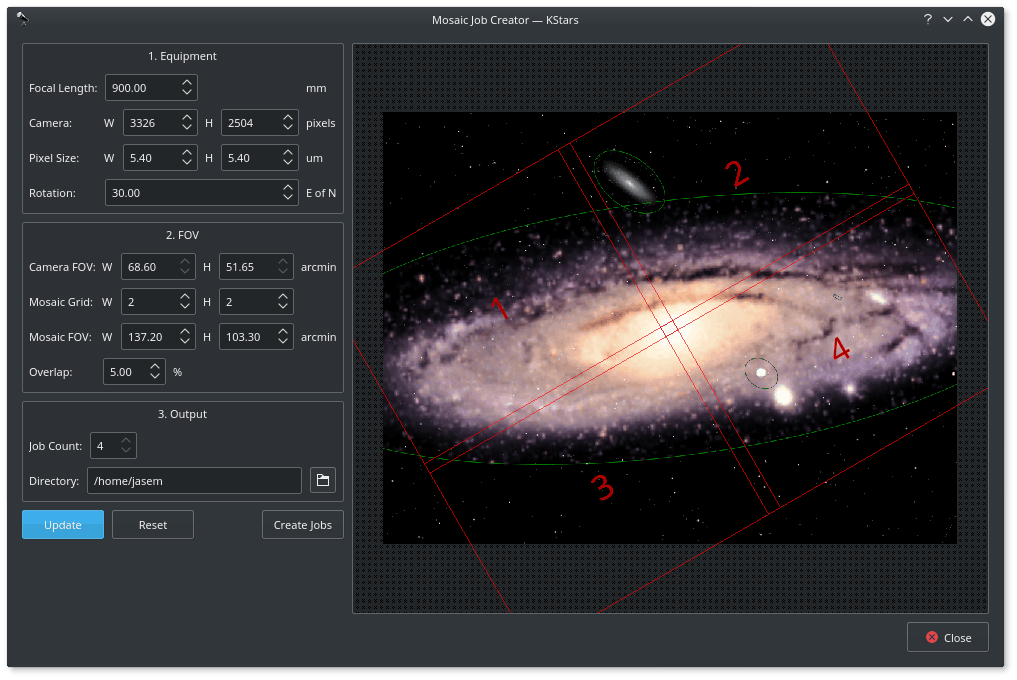 Mosaic Job Creator — KStars
?
1. Equipment
Focal Length: 900.00 mm
Camera: W 3326 H 2504 pixels
Pixel Size: W 5.40 H 5.40 um
Rotation: 30.00 E of N
2. FOV
Camera FOV: W 68.60 H 51.65 arcmin
Mosaic Grid: W 2 H 2
Mosaic FOV: W 137.20 H 103.30 arcmin
Overlap: 5.00 %
3. Output
Job Count: 4
Directory: /home/jasem
Update Reset Create Jobs
1
2
3
4
Close